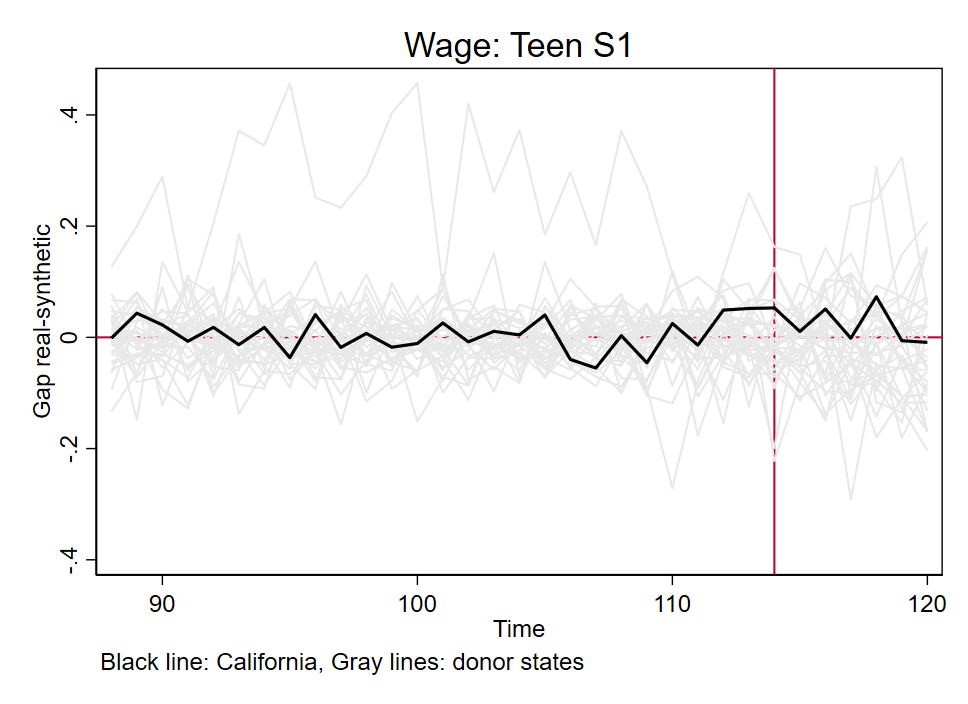 Wage: Teen S1
Gap real-synthetic
.4
.2
0
-.2
-.4
90
100
110
120
Time
Black line: California, Gray lines: donor states